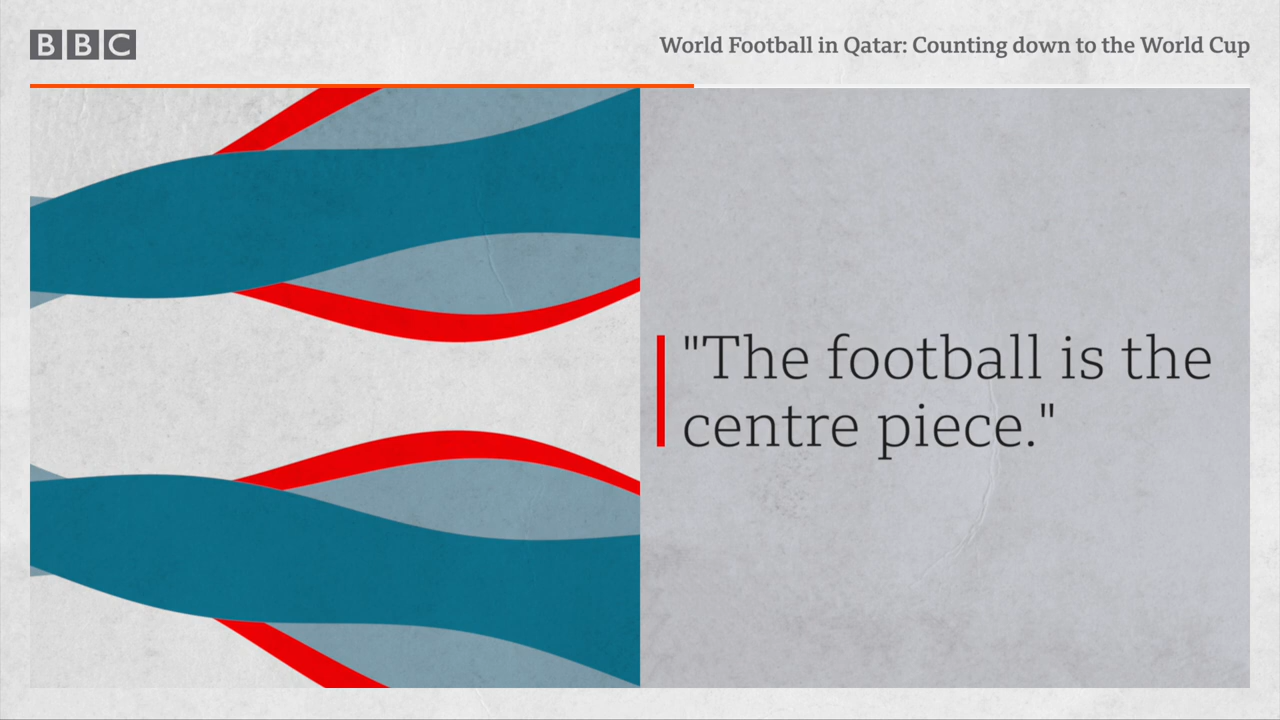 BBC
World Football in Qatar: Counting down to the World Cup
"The football is the
centre piece."